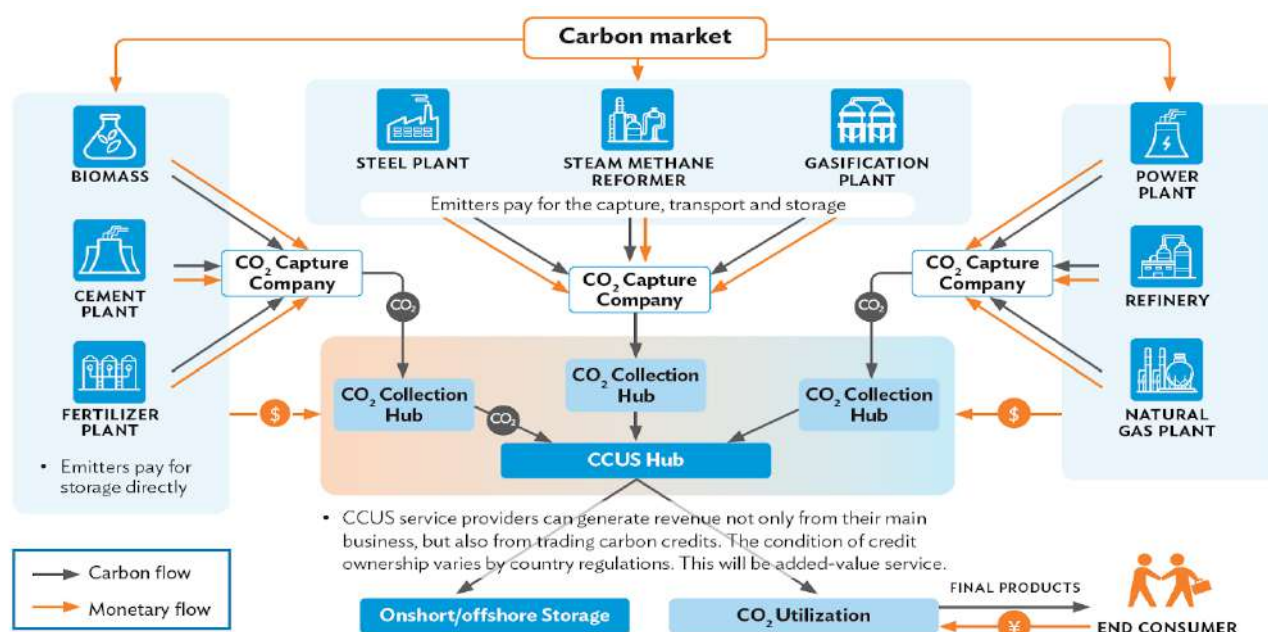 Carbon market
BIOMASS
CEMENT
PLANT
FERTILIZER
PLANT
• Emitters pay for
storage directly
STEEL PLANT
STEAM METHANE
REFORMER
GASIFICATION
PLANT
Emitters pay for the capture, transport and storage
POWER
PLANT
REFINERY
NATURAL
GAS PLANT
CO₂ Capture
Company
CO₂ Capture
Company
CO₂ Capture
Company
CO₂
CO₂
CO₂ Collection
Hub
CO₂ Collection
Hub
CO₂ Collection
Hub
$
CO₂
$
CCUS Hub
• CCUS service providers can generate revenue not only from their main
business, but also from trading carbon credits. The condition of credit
ownership varies by country regulations. This will be added-value service.
Carbon flow
Monetary flow
Onshort/offshore Storage
CO₂ Utilization
FINAL PRODUCTS
¥
END CONSUMER